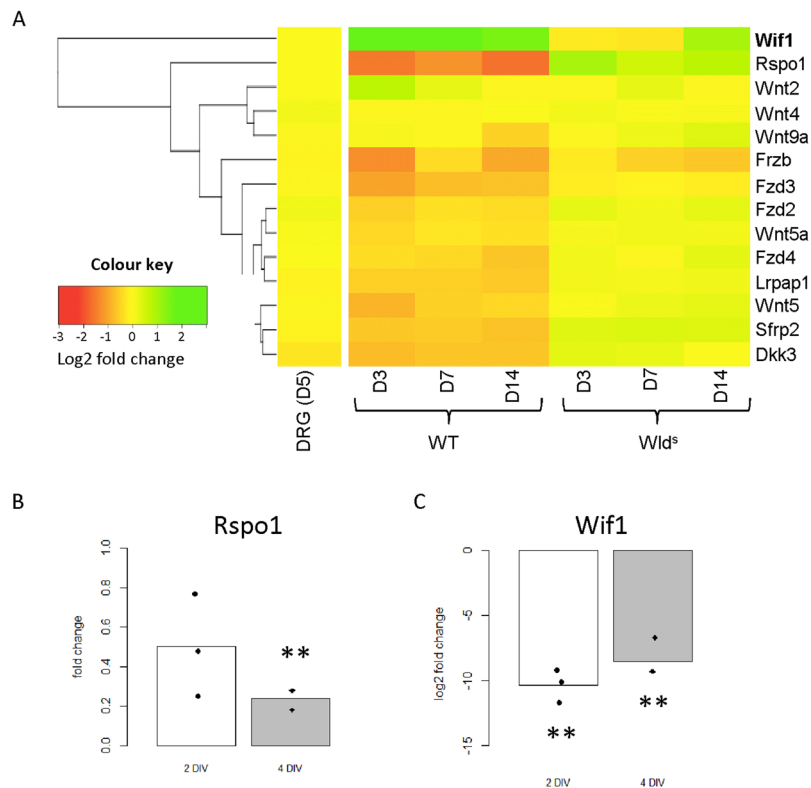 A
Wif1
Rspo1
Wnt2
Wnt4
Wnt9a
Frzb
Fzd3
Fzd2
Wnt5a
Fzd4
Lrpap1
Wnt5
Sfrp2
Dkk3
Colour key
-3 -2 -1 0 1 2 3
Log2 fold change
DRG (D5)
D3 D7 D14 D3 D7 D14
WT Wldˢ
B
Rspo1
fold change
1.0
0.8
0.6
0.4
0.2
0.0
**
2 DIV 4 DIV
C
Wif1
log2 fold change
0
-5
-10
-15
** **
2 DIV 4 DIV